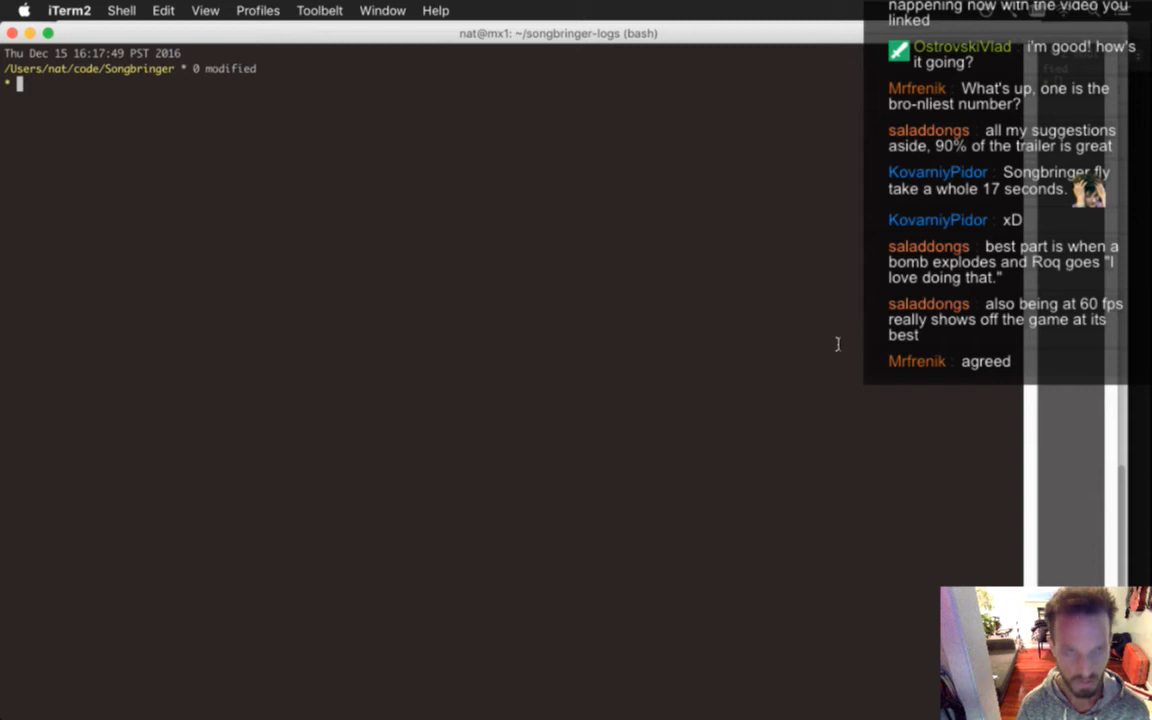 iTerm2 Shell Edit View Profiles Toolbelt Window Help
nat@mx1: ~/songbringer-logs (bash)
Thu Dec 15 16:17:49 PST 2016
/Users/nat/code/Songbringer * 0 modified
*
happening now with the video you
linked
OstrovskiVlad : i'm good! how's
it going?
Mrfrenik : What's up, one is the
bro-nliest number?
saladdongs : all my suggestions
aside, 90% of the trailer is great
KovarniyPidor : Songbringer fly
take a whole 17 seconds.
KovarniyPidor : xD
saladdongs : best part is when a
bomb explodes and Roq goes "I
love doing that."
saladdongs : also being at 60 fps
really shows off the game at its
best
Mrfrenik : agreed